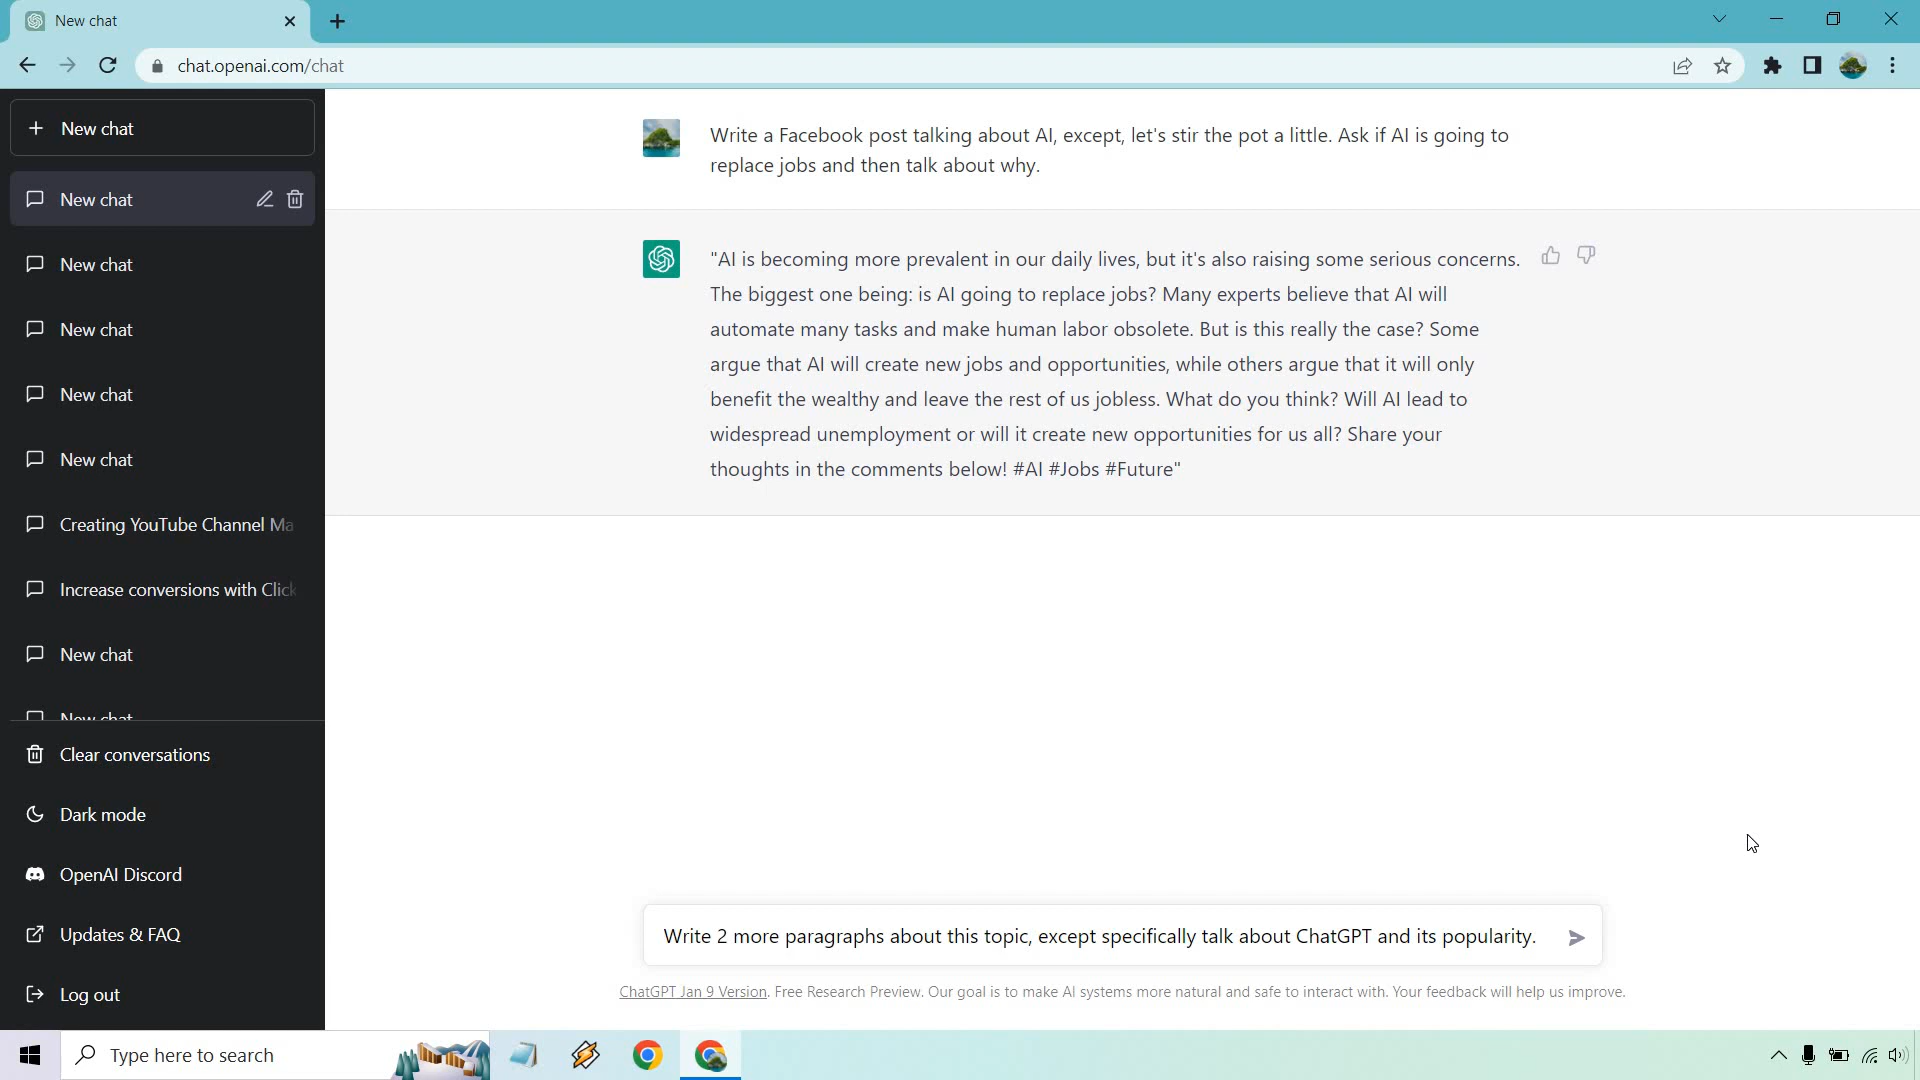 New chat
chat.openai.com/chat
New chat
New chat
New chat
New chat
New chat
New chat
Creating YouTube Channel Ma
Increase conversions with Click
New chat
New chat
Clear conversations
Dark mode
OpenAI Discord
Updates & FAQ
Log out
Write a Facebook post talking about AI, except, let's stir the pot a little. Ask if AI is going to
replace jobs and then talk about why.
"AI is becoming more prevalent in our daily lives, but it's also raising some serious concerns.
The biggest one being: is AI going to replace jobs? Many experts believe that AI will
automate many tasks and make human labor obsolete. But is this really the case? Some
argue that AI will create new jobs and opportunities, while others argue that it will only
benefit the wealthy and leave the rest of us jobless. What do you think? Will AI lead to
widespread unemployment or will it create new opportunities for us all? Share your
thoughts in the comments below! #AI #Jobs #Future"
Write 2 more paragraphs about this topic, except specifically talk about ChatGPT and its popularity.
ChatGPT Jan 9 Version. Free Research Preview. Our goal is to make AI systems more natural and safe to interact with. Your feedback will help us improve.
Type here to search